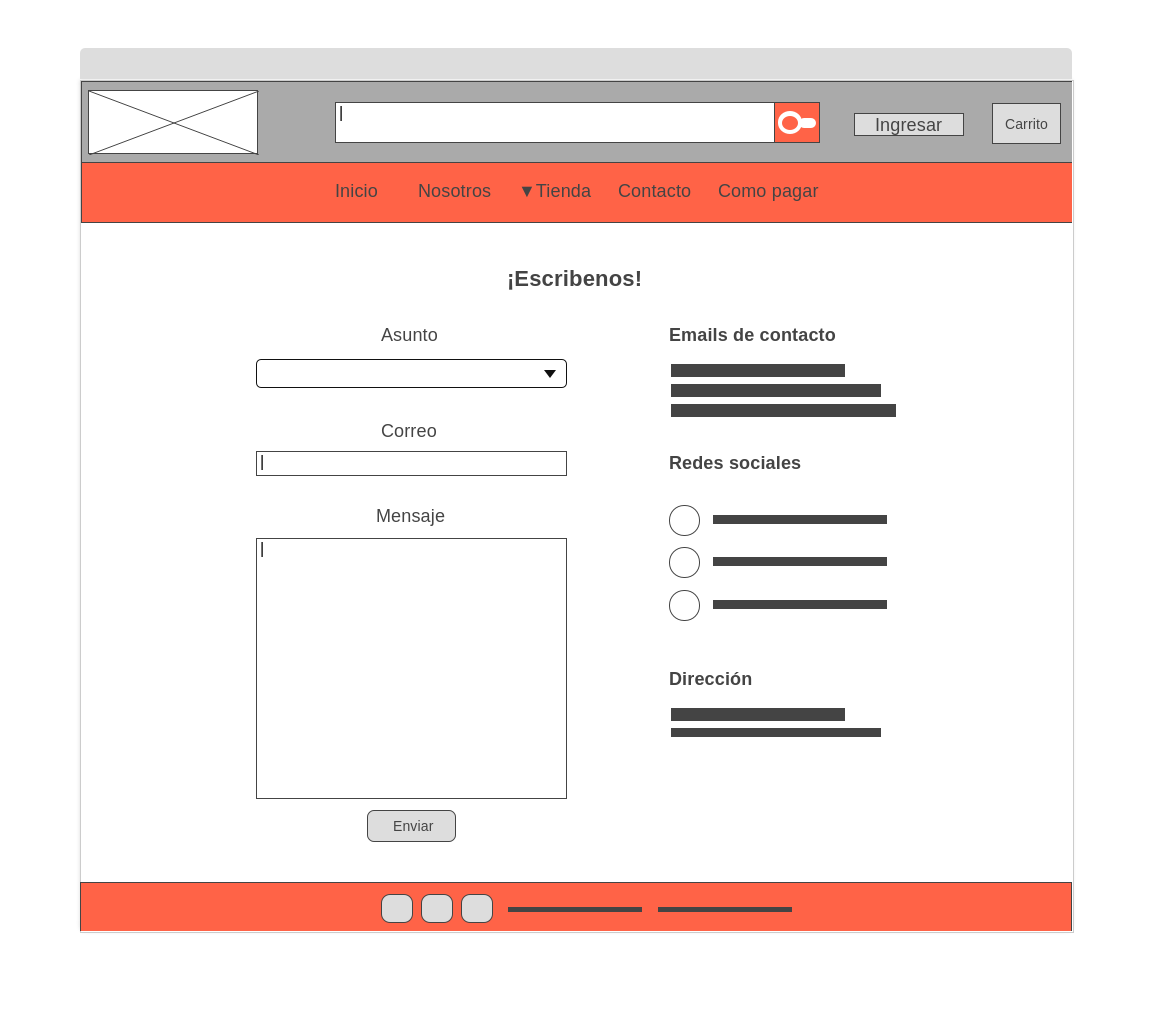 Ingresar
Carrito
Inicio Nosotros ▼Tienda Contacto Como pagar
¡Escribenos!
Asunto
Emails de contacto
Correo
Redes sociales
Mensaje
Dirección
Enviar